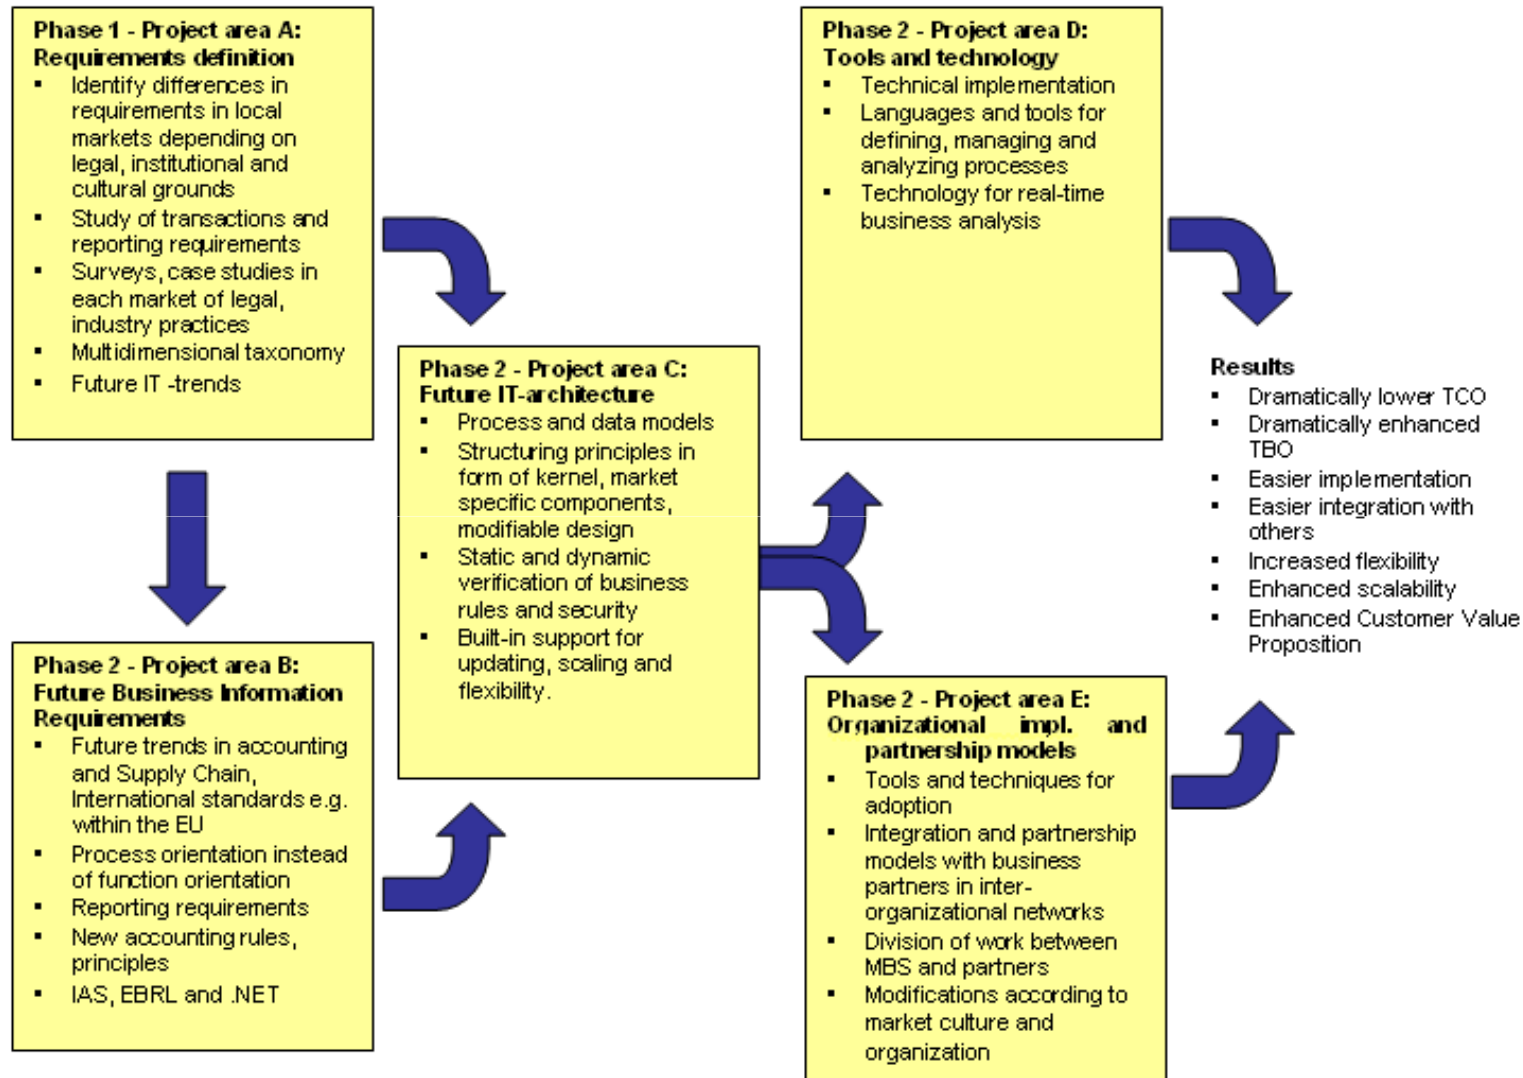 Phase 1 - Project area A:
Requirements definition
▪ Identify differences in
requirements in local
markets depending on
legal, institutional and
cultural grounds
▪ Study of transactions and
reporting requirements
▪ Surveys, case studies in
each market of legal,
industry practices
▪ Multidimensional taxonomy
▪ Future IT -trends
Phase 2 - Project area B:
Future Business Information
Requirements
▪ Future trends in accounting
and Supply Chain,
International standards e.g.
within the EU
▪ Process orientation instead
of function orientation
▪ Reporting requirements
▪ New accounting rules,
principles
▪ IAS, EBRL and .NET
Phase 2 - Project area C:
Future IT-architecture
▪ Process and data models
▪ Structuring principles in
form of kernel, market
specific components,
modifiable design
▪ Static and dynamic
verification of business
rules and security
▪ Built-in support for
updating, scaling and
flexibility.
Phase 2 - Project area D:
Tools and technology
▪ Technical implementation
▪ Languages and tools for
defining, managing and
analyzing processes
▪ Technology for real-time
business analysis
Phase 2 - Project area E:
Organizational impl. and
partnership models
▪ Tools and techniques for
adoption
▪ Integration and partnership
models with business
partners in inter-
organizational networks
▪ Division of work between
MBS and partners
▪ Modifications according to
market culture and
organization
Results
▪ Dramatically lower TCO
▪ Dramatically enhanced
TBO
▪ Easier implementation
▪ Easier integration with
others
▪ Increased flexibility
▪ Enhanced scalability
▪ Enhanced Customer Value
Proposition